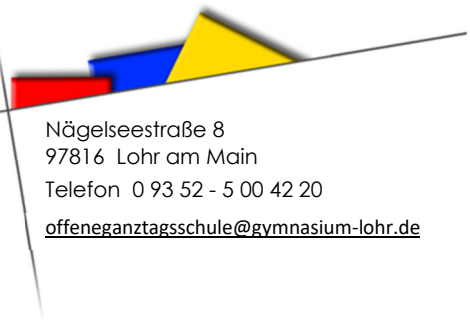 Nägelseestraße 8
97816 Lohr am Main
Telefon 0 93 52 - 5 00 42 20
offeneganztagsschule@gymnasium-lohr.de